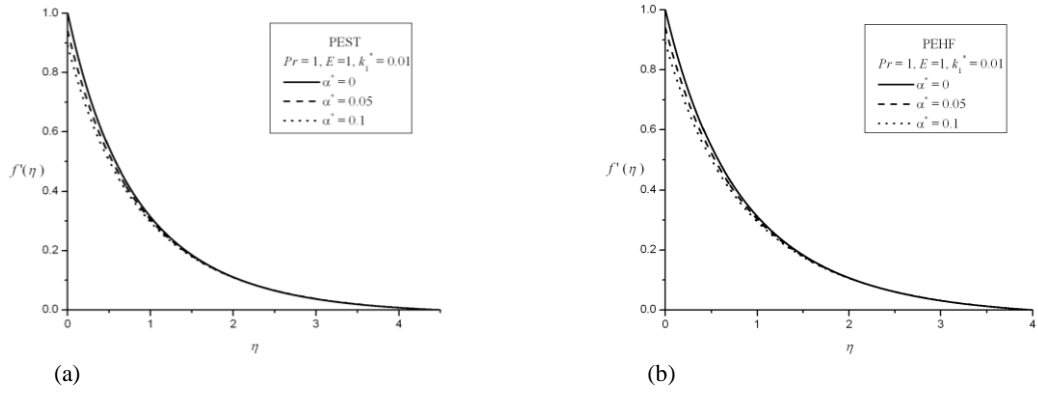 1.0
0.8
0.6
0.4
0.2
0.0
f'(η)
0 1 2 3 4
η
PEST
Pr = 1, E =1, k₁* = 0.01
α* = 0
α* = 0.05
α* = 0.1
(a)
1.0
0.8
0.6
0.4
0.2
0.0
f'(η)
0 1 2 3 4
η
PEHF
Pr = 1, E =1, k₁* = 0.01
α* = 0
α* = 0.05
α* = 0.1
(b)